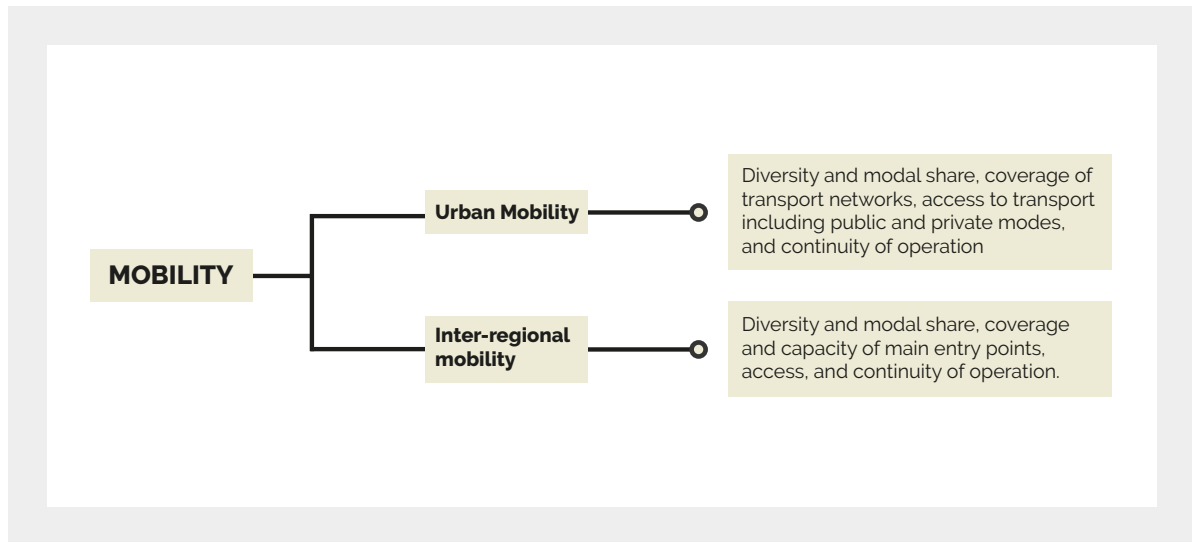 MOBILITY
Urban Mobility
Diversity and modal share, coverage of
transport networks, access to transport
including public and private modes,
and continuity of operation
Inter-regional
mobility
Diversity and modal share, coverage
and capacity of main entry points,
access, and continuity of operation.